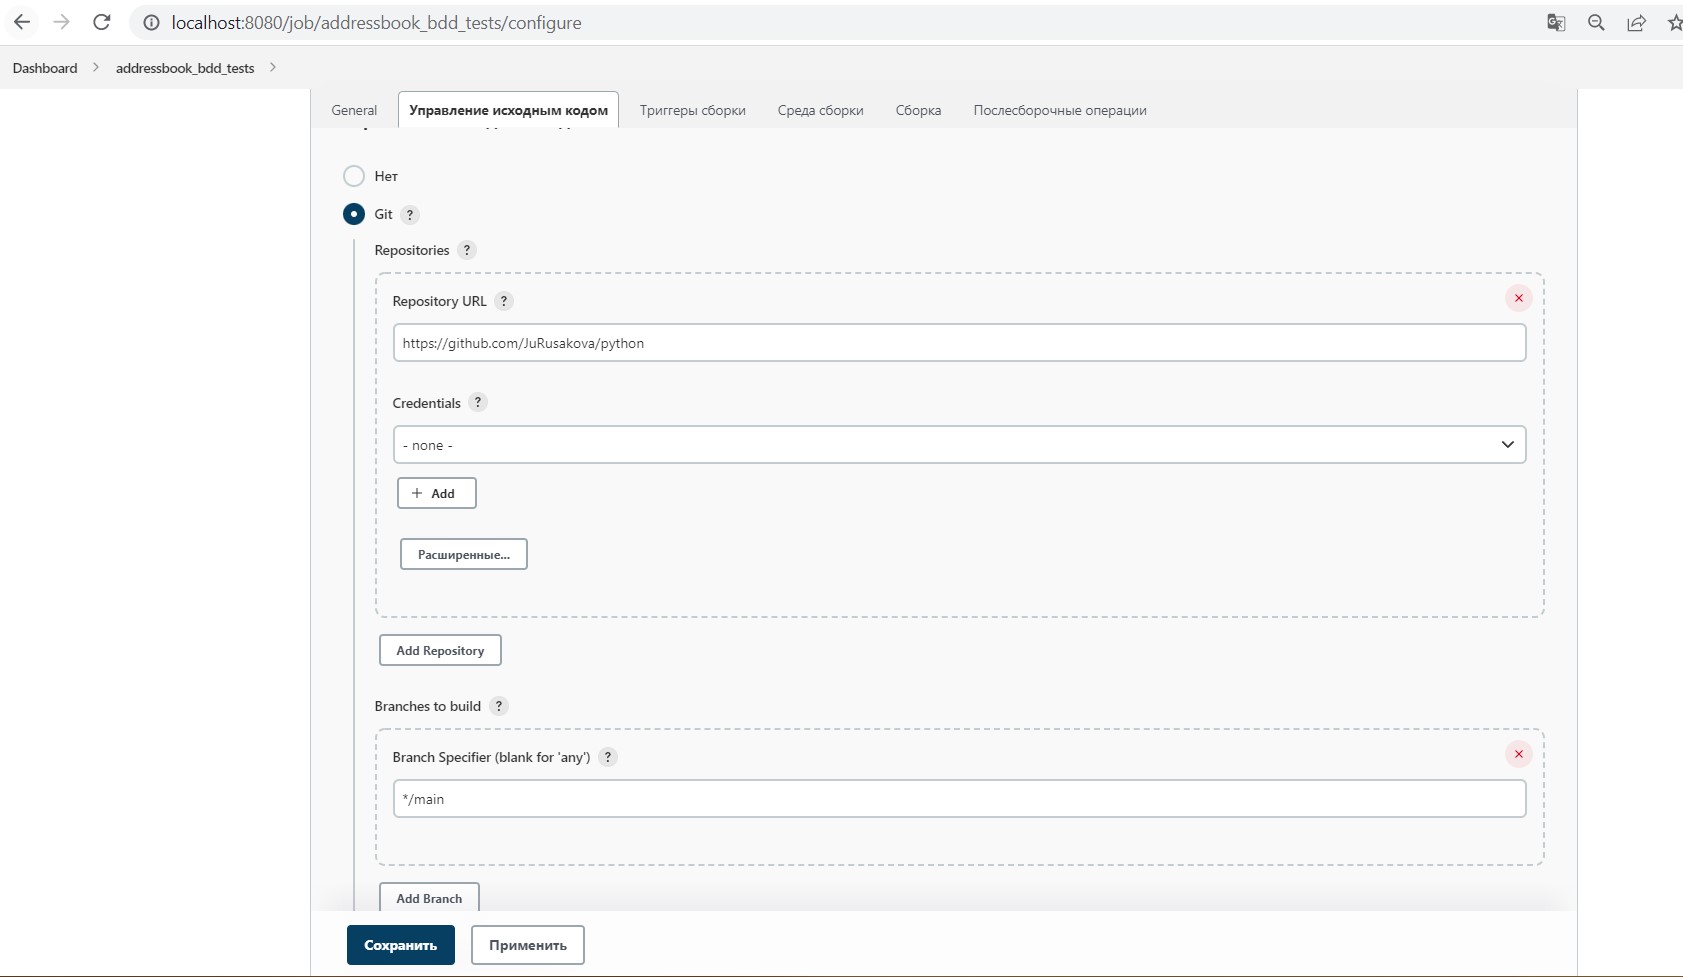 localhost:8080/job/addressbook_bdd_tests/configure
Dashboard addressbook_bdd_tests
General Управление исходным кодом Триггеры сборки Среда сборки Сборка Послесборочные операции
Нет
Git ?
Repositories ?
Repository URL ?
https://github.com/JuRusakova/python
Credentials ?
- none -
Add
Расширенные...
Add Repository
Branches to build ?
Branch Specifier (blank for 'any') ?
*/main
Add Branch
Сохранить Применить